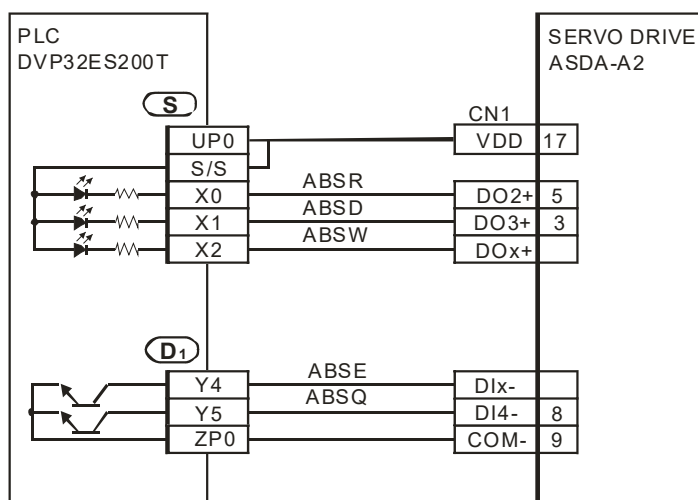 PLC
DVP32ES200T
SERVO DRIVE
ASDA-A2
S
CN1
UP0
VDD 17
S/S
X0 ABSR DO2+ 5
X1 ABSD DO3+ 3
X2 ABSW DOx+
D1
Y4 ABSE DIx-
Y5 ABSQ DI4- 8
ZP0 COM- 9